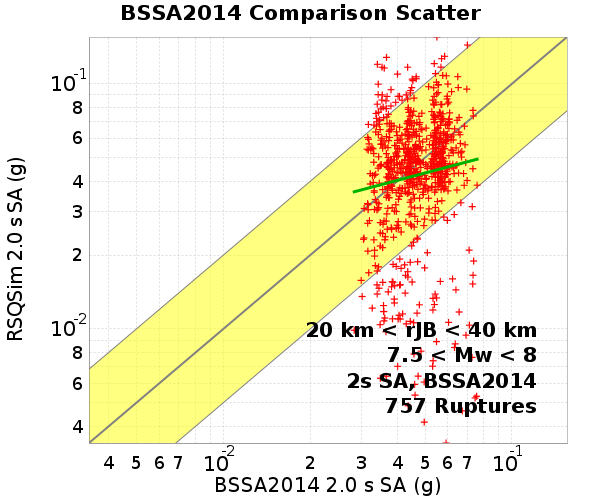 BSSA2014 Comparison Scatter
10-1
8
6
4
3
2
10-2
8
6
4
RSQSim 2.0 s SA (g)
20 km < rJB < 40 km
7.5 < Mw < 8
2s SA, BSSA2014
757 Ruptures
4 5 6 7 10-2 2 3 4 5 6 7 10-1
BSSA2014 2.0 s SA (g)